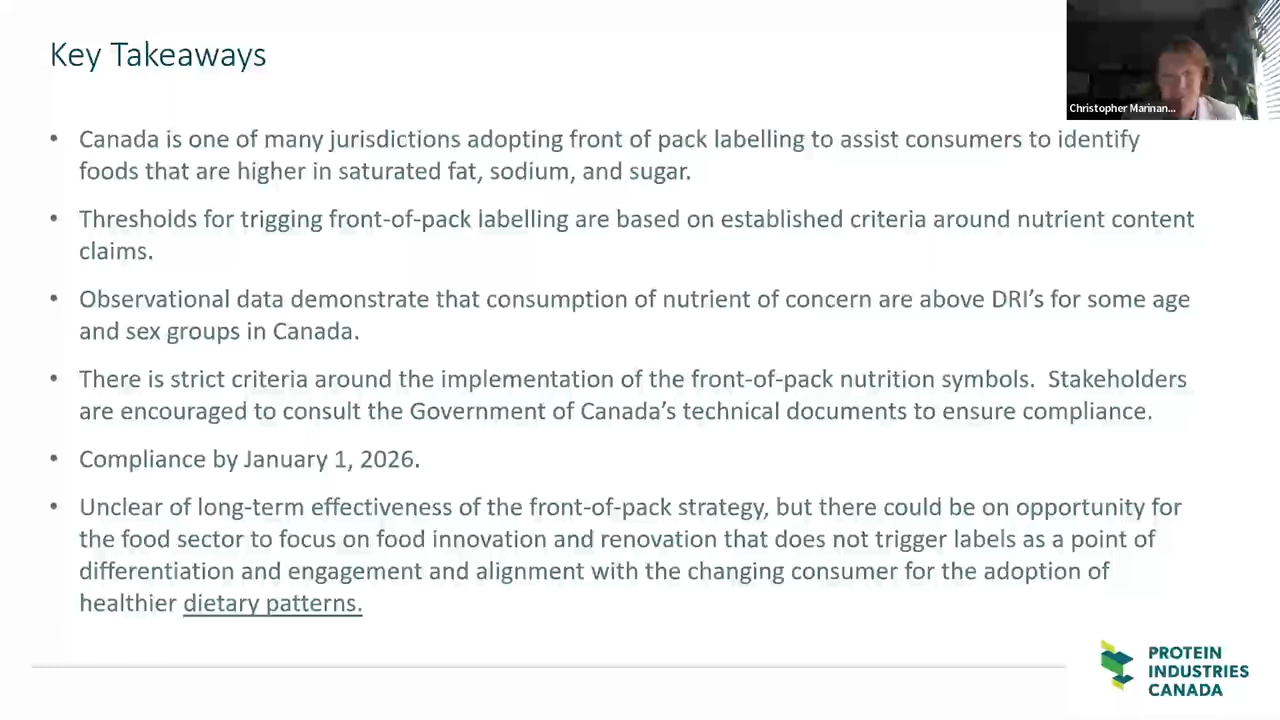 Key Takeaways
Christopher Marinan...
• Canada is one of many jurisdictions adopting front of pack labelling to assist consumers to identify
foods that are higher in saturated fat, sodium, and sugar.
• Thresholds for trigging front-of-pack labelling are based on established criteria around nutrient content
claims.
• Observational data demonstrate that consumption of nutrient of concern are above DRI’s for some age
and sex groups in Canada.
• There is strict criteria around the implementation of the front-of-pack nutrition symbols.  Stakeholders
are encouraged to consult the Government of Canada’s technical documents to ensure compliance.
• Compliance by January 1, 2026.
• Unclear of long-term effectiveness of the front-of-pack strategy, but there could be on opportunity for
the food sector to focus on food innovation and renovation that does not trigger labels as a point of
differentiation and engagement and alignment with the changing consumer for the adoption of
healthier dietary patterns.
PROTEIN
INDUSTRIES
CANADA